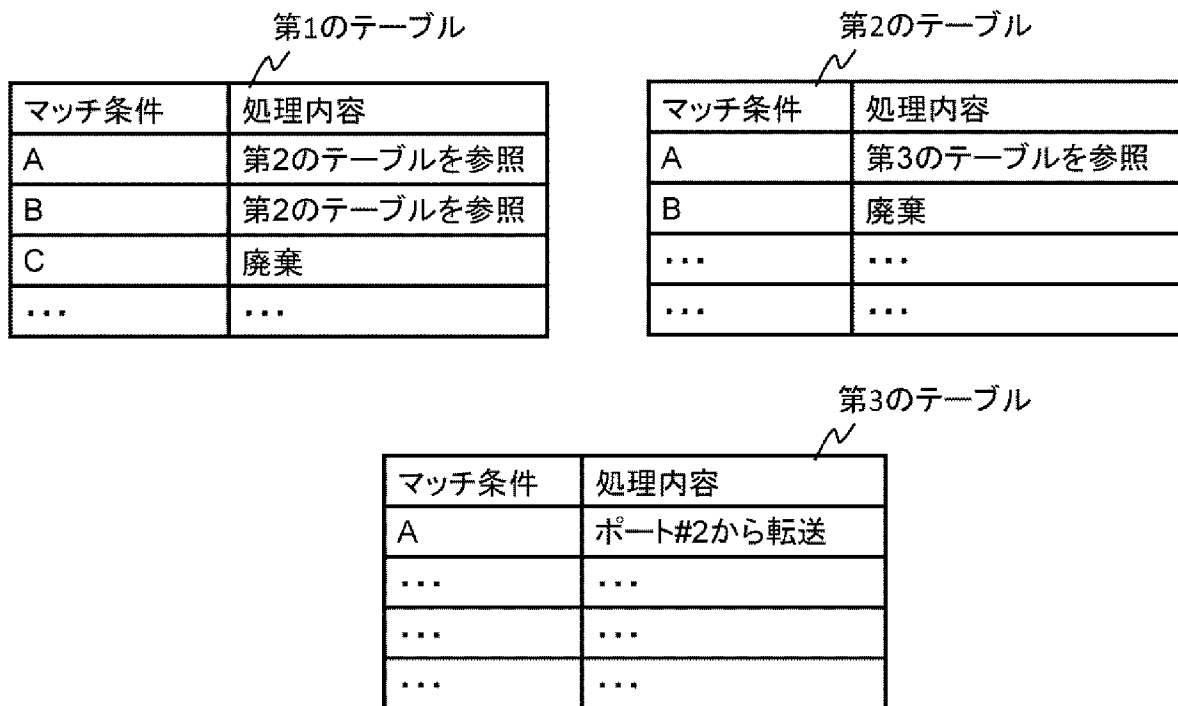 第1のテーブル
マッチ条件 処理内容
A 第2のテーブルを参照
B 第2のテーブルを参照
C 廃棄
・・・ ・・・
第2のテーブル
マッチ条件 処理内容
A 第3のテーブルを参照
B 廃棄
・・・ ・・・
・・・ ・・・
第3のテーブル
マッチ条件 処理内容
A ポート#2から転送
・・・ ・・・
・・・ ・・・
・・・ ・・・